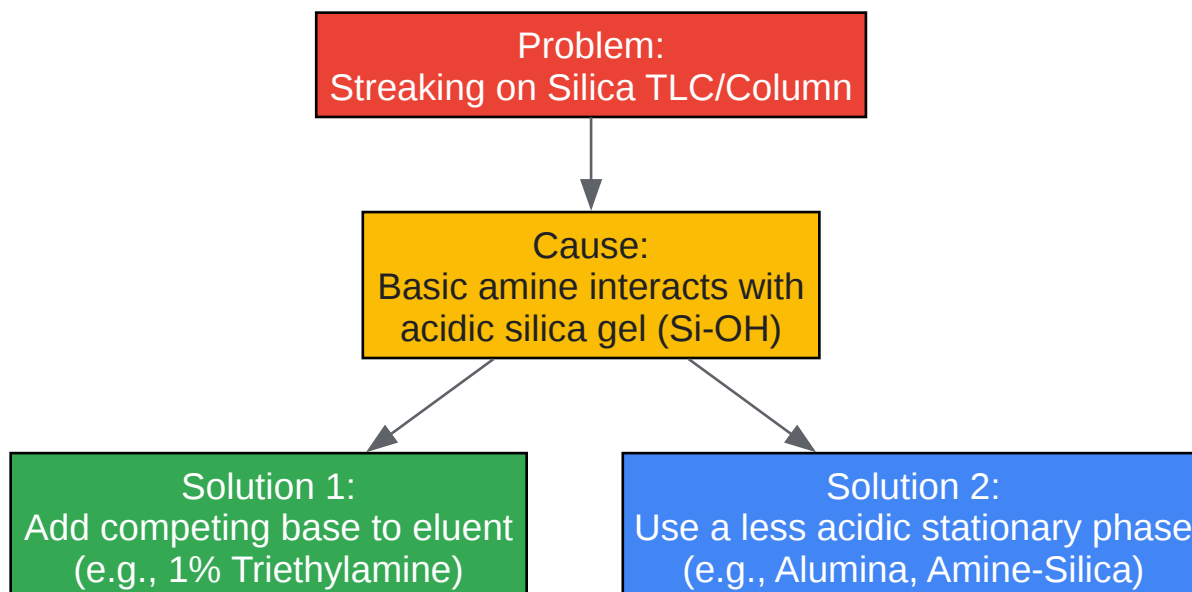 Problem:
Streaking on Silica TLC/Column
Cause:
Basic amine interacts with
acidic silica gel (Si-OH)
Solution 1:
Add competing base to eluent
(e.g., 1% Triethylamine)
Solution 2:
Use a less acidic stationary phase
(e.g., Alumina, Amine-Silica)